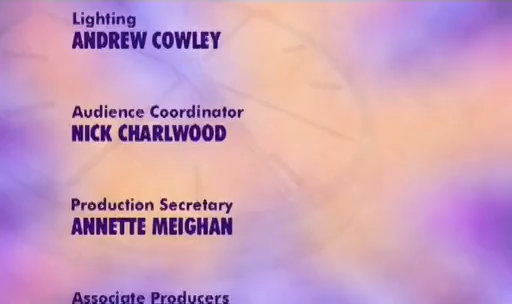 Lighting
ANDREW COWLEY
Audience Coordinator
NICK CHARLWOOD
Production Secretary
ANNETTE MEIGHAN
Associate Producers